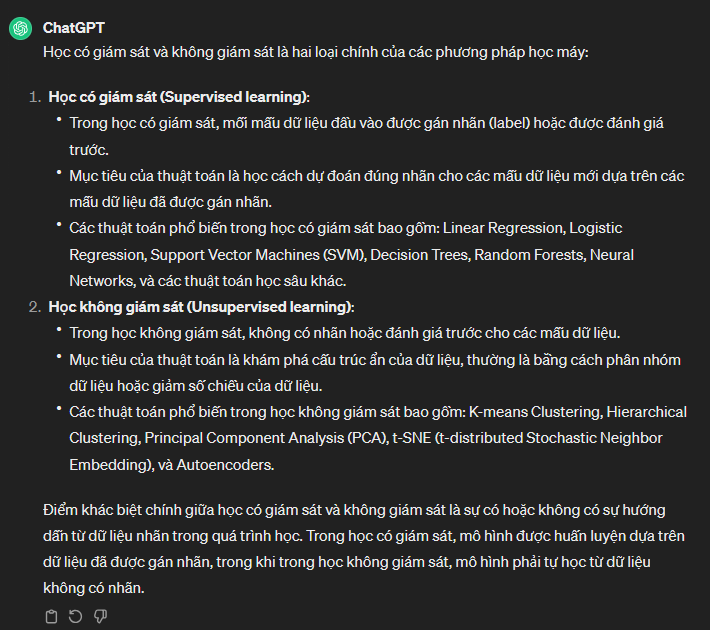 ChatGPT
Học có giám sát và không giám sát là hai loại chính của các phương pháp học máy:
1. Học có giám sát (Supervised learning):
• Trong học có giám sát, mỗi mẫu dữ liệu đầu vào được gán nhãn (label) hoặc được đánh giá
trước.
• Mục tiêu của thuật toán là học cách dự đoán đúng nhãn cho các mẫu dữ liệu mới dựa trên các
mẫu dữ liệu đã được gán nhãn.
• Các thuật toán phổ biến trong học có giám sát bao gồm: Linear Regression, Logistic
Regression, Support Vector Machines (SVM), Decision Trees, Random Forests, Neural
Networks, và các thuật toán học sâu khác.
2. Học không giám sát (Unsupervised learning):
• Trong học không giám sát, không có nhãn hoặc đánh giá trước cho các mẫu dữ liệu.
• Mục tiêu của thuật toán là khám phá cấu trúc ẩn của dữ liệu, thường là bằng cách phân nhóm
dữ liệu hoặc giảm số chiều của dữ liệu.
• Các thuật toán phổ biến trong học không giám sát bao gồm: K-means Clustering, Hierarchical
Clustering, Principal Component Analysis (PCA), t-SNE (t-distributed Stochastic Neighbor
Embedding), và Autoencoders.
Điểm khác biệt chính giữa học có giám sát và không giám sát là sự có hoặc không có sự hướng
dẫn từ dữ liệu nhãn trong quá trình học. Trong học có giám sát, mô hình được huấn luyện dựa trên
dữ liệu đã được gán nhãn, trong khi trong học không giám sát, mô hình phải tự học từ dữ liệu
không có nhãn.